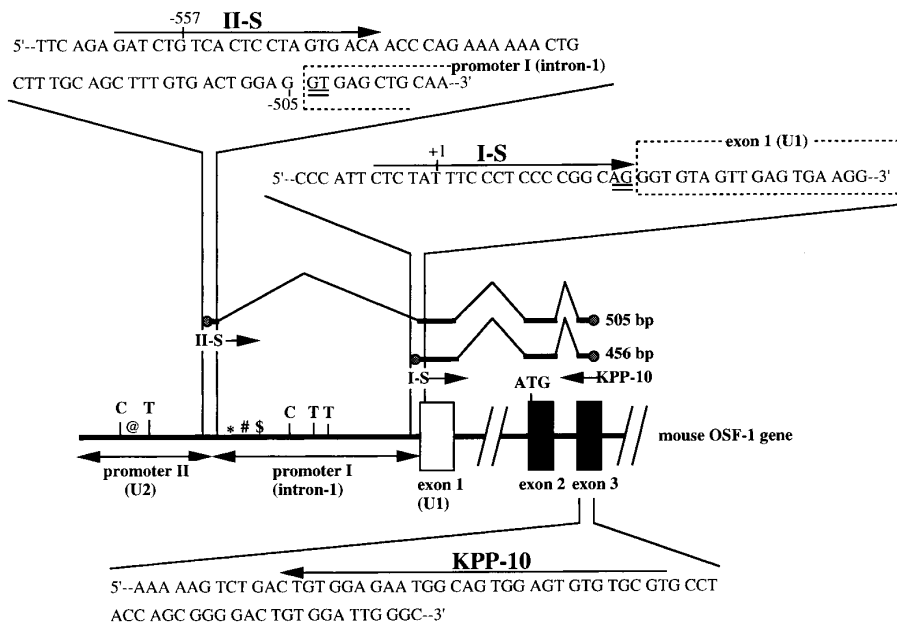 -557
II-S
5'--TTC AGA GATCTG TCA CTC CTA GTG ACA ACC CAG AAA AAA CTG
CTT TGC AGC TTT GTG ACT GGA G GT GAG CTG CAA--3'
promoter I (intron-1)
-505
+1
I-S
exon 1 (U1)
5'--CCC ATT CTC TAT TTC CCT CCC CGG CAG GGT GTA GTT GAG TGA AGG--3'
505 bp
II-S
456 bp
I-S
KPP-10
ATG
C @ T * # $ C T T
mouse OSF-1 gene
promoter II
(U2)
promoter I
(intron-1)
exon 1
(U1)
exon 2
exon 3
KPP-10
5'--AAA AAG TCT GAC TGT GGA GAA TGG CAG TGG AGT GTG TGC GTG CCT
ACC AGC GGG GAC TGT GGA TTG GGC--3'